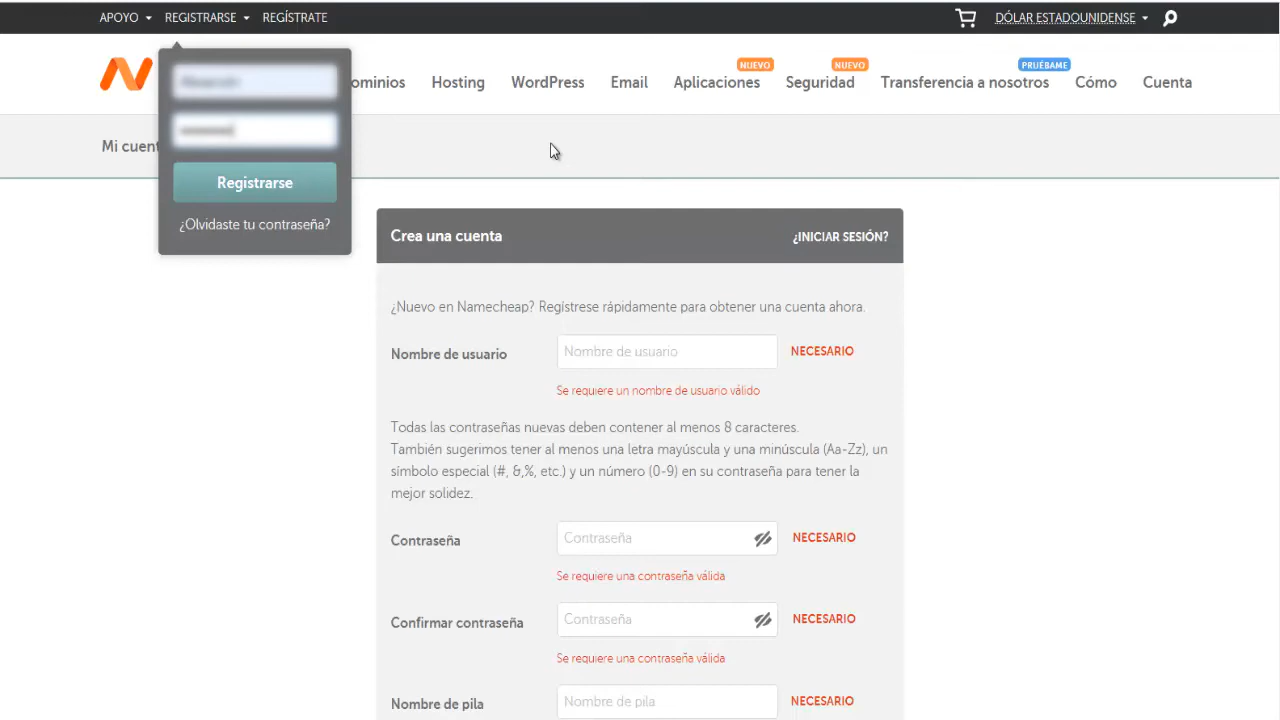 APOYO REGISTRARSE REGÍSTRATE DÓLAR ESTADOUNIDENSE
NUEVO NUEVO PRUÉBAME
ominios Hosting WordPress Email Aplicaciones Seguridad Transferencia a nosotros Cómo Cuenta
Mi cuent
Registrarse
¿Olvidaste tu contraseña?
Crea una cuenta ¿INICIAR SESIÓN?
¿Nuevo en Namecheap? Regístrese rápidamente para obtener una cuenta ahora.
Nombre de usuario Nombre de usuario NECESARIO
Se requiere un nombre de usuario válido
Todas las contraseñas nuevas deben contener al menos 8 caracteres.
También sugerimos tener al menos una letra mayúscula y una minúscula (Aa-Zz), un
símbolo especial (#, &,%, etc.) y un número (0-9) en su contraseña para tener la
mejor solidez.
Contraseña Contraseña NECESARIO
Se requiere una contraseña válida
Confirmar contraseña Contraseña NECESARIO
Se requiere una contraseña válida
Nombre de pila Nombre de pila NECESARIO